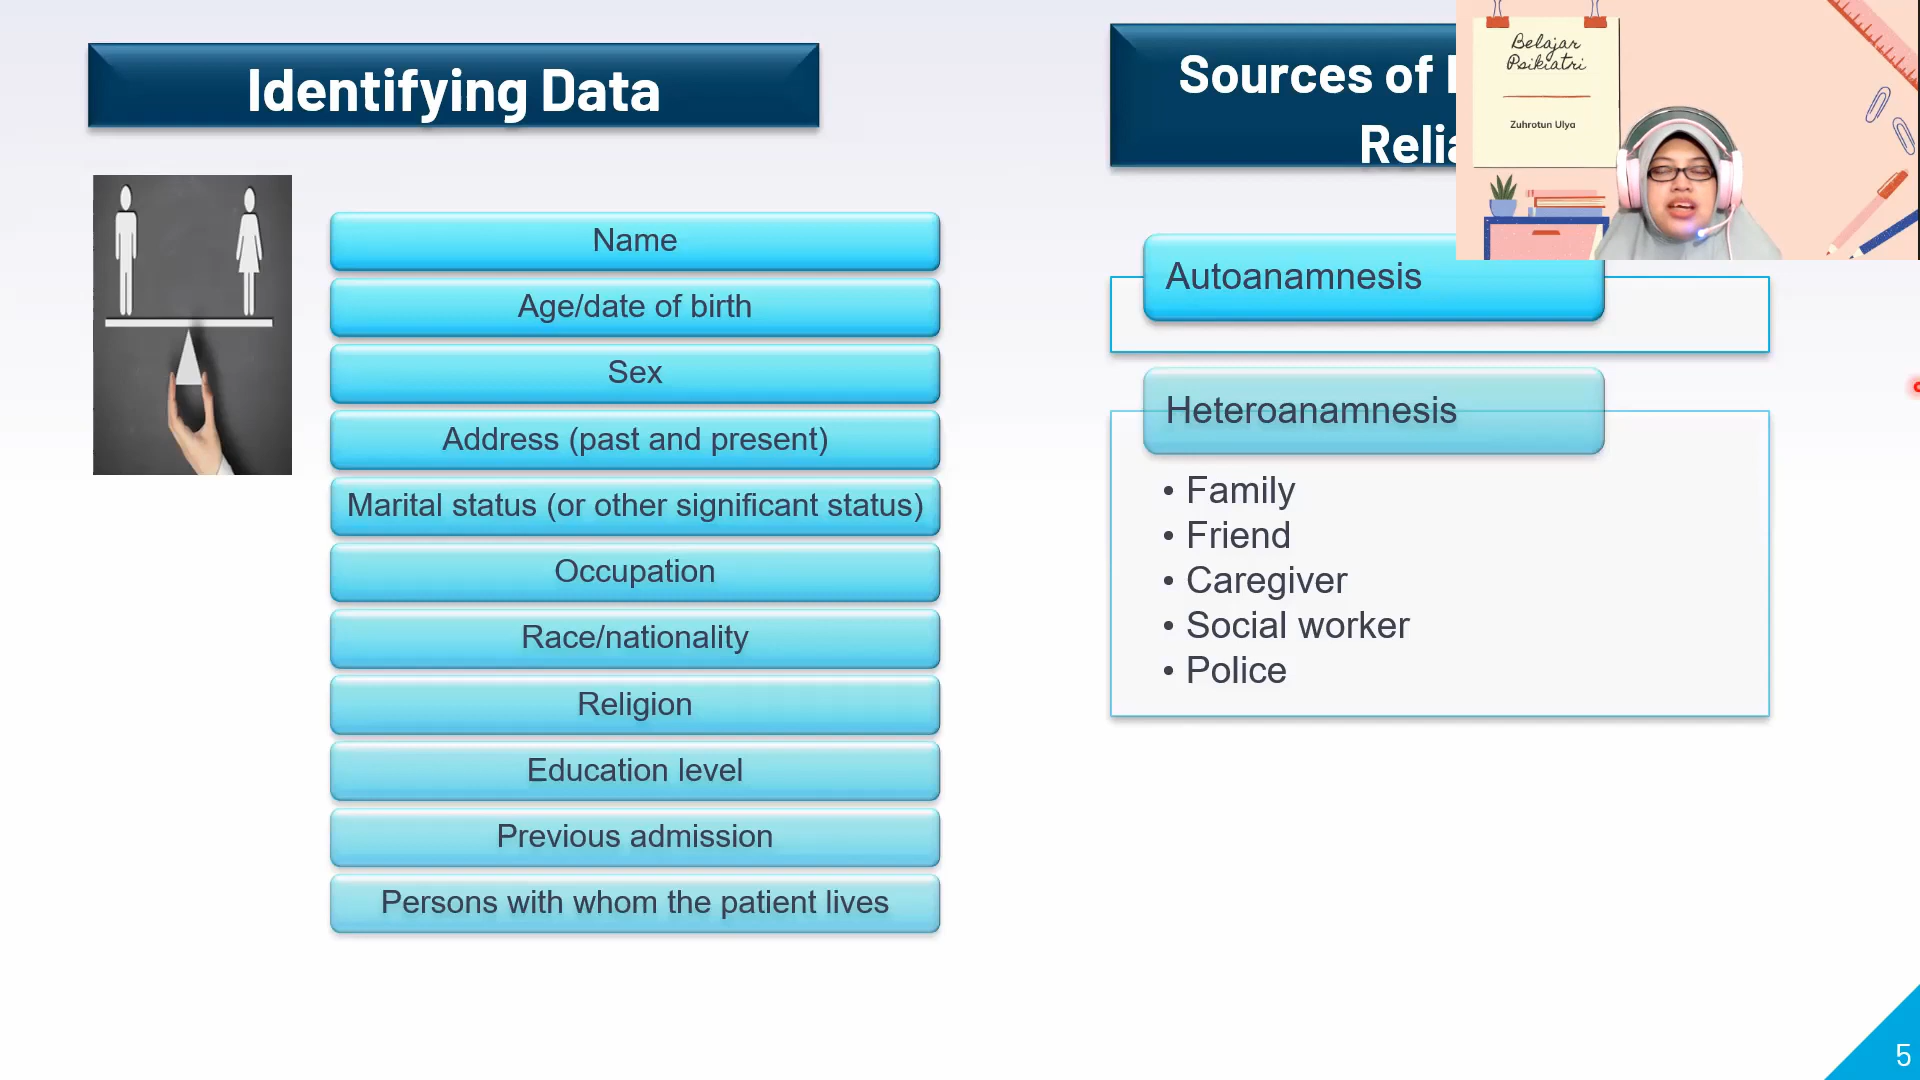 Identifying Data
Name
Age/date of birth
Sex
Address (past and present)
Marital status (or other significant status)
Occupation
Race/nationality
Religion
Education level
Previous admission
Persons with whom the patient lives
Sources of
Autoanamnesis
Heteroanamnesis
• Family
• Friend
• Caregiver
• Social worker
• Police
Belajar
Psikiatri
Zuhrotun Ulya
5